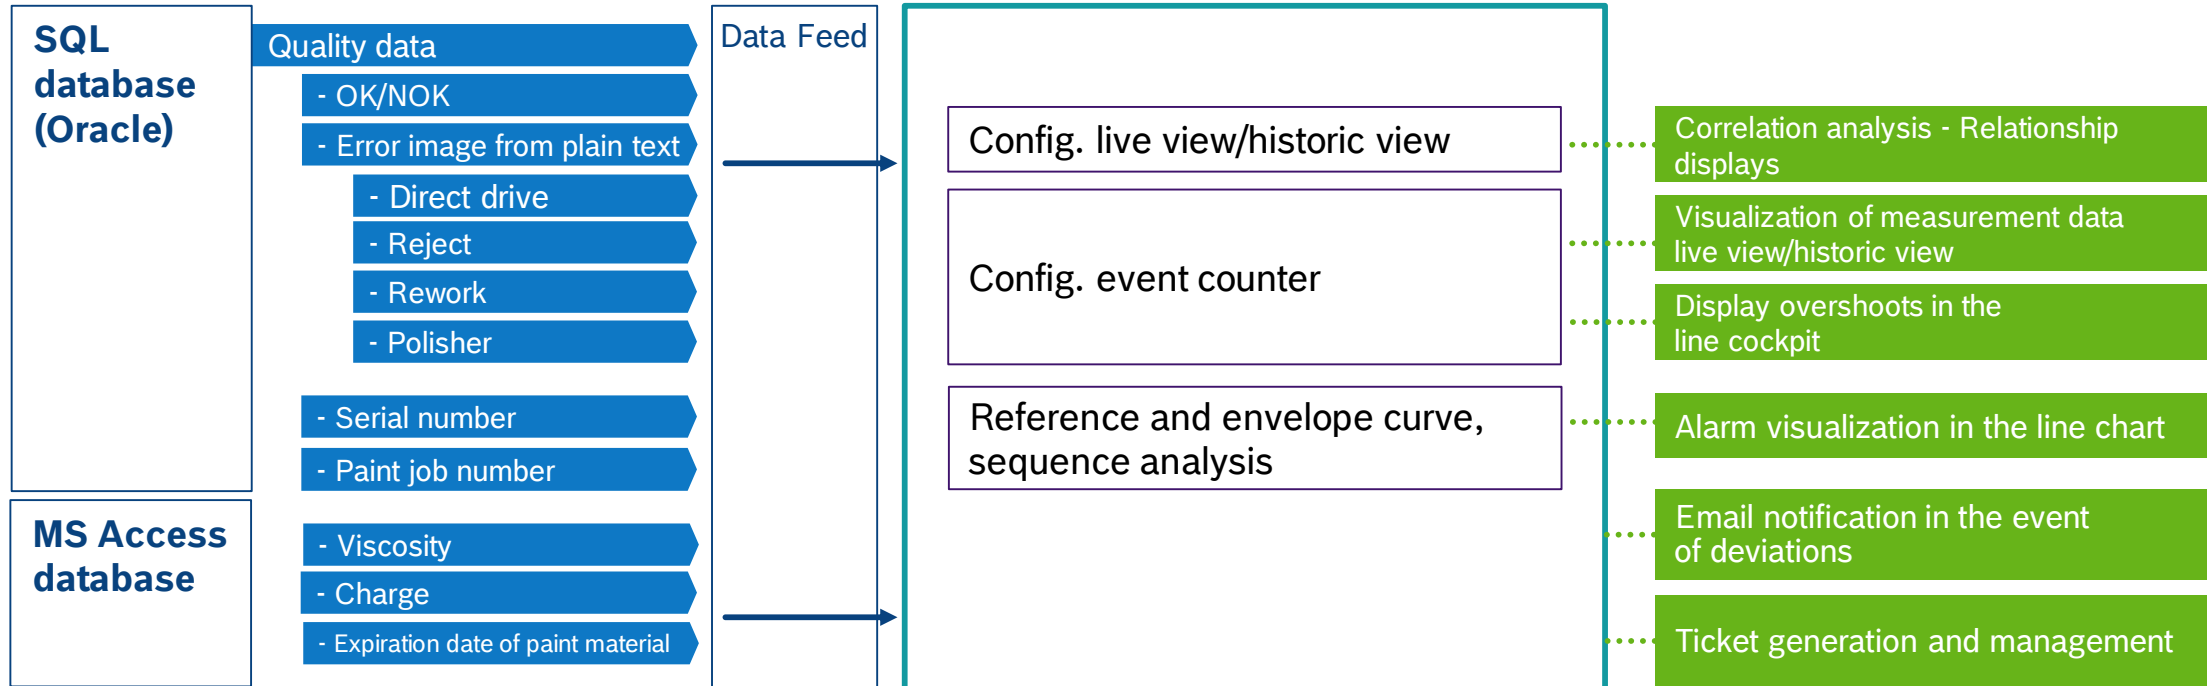 SQL
database
(Oracle)
Quality data
- OK/NOK
- Error image from plain text
- Direct drive
- Reject
- Rework
- Polisher
- Serial number
- Paint job number
MS Access
database
- Viscosity
- Charge
- Expiration date of paint material
Data Feed
Config. live view/historic view
Config. event counter
Reference and envelope curve,
sequence analysis
Correlation analysis - Relationship
displays
Visualization of measurement data
live view/historic view
Display overshoots in the
line cockpit
Alarm visualization in the line chart
Email notification in the event
of deviations
Ticket generation and management